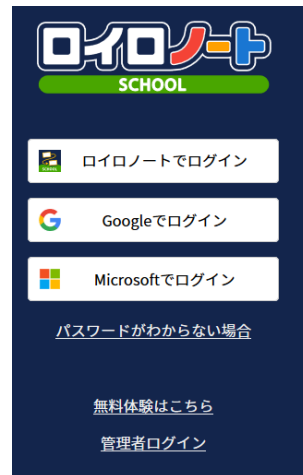 ロイロノート
SCHOOL
SCHOOL
ロイロノートでログイン
Googleでログイン
Microsoftでログイン
パスワードがわからない場合
無料体験はこちら
管理者ログイン